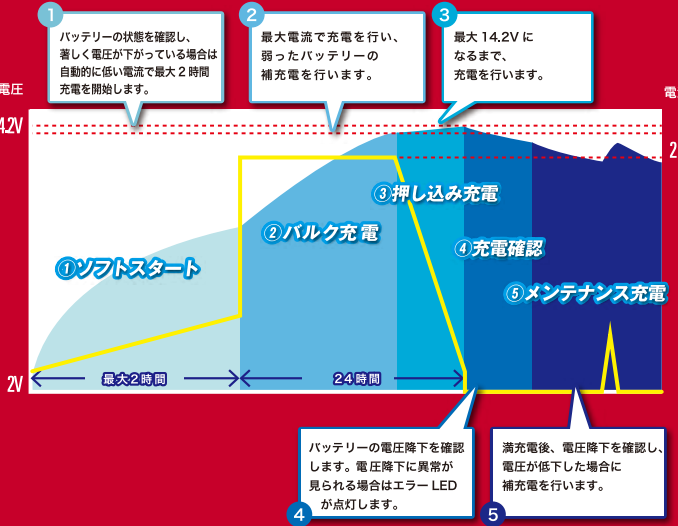 1
バッテリーの状態を確認し、
著しく電圧が下がっている場合は
自動的に低い電流で最大2時間
充電を開始します。
2
最大電流で充電を行い、
弱ったバッテリーの
補充電を行います。
3
最大14.2Vに
なるまで、
充電を行います。
電圧
4.2V
2V
電
2
①ソフトスタート
②バルク充電
③押し込み充電
④充電確認
⑤メンテナンス充電
最大2時間
24時間
バッテリーの電圧降下を確認
します。電圧降下に異常が
見られる場合はエラーLED
が点灯します。
4
満充電後、電圧降下を確認し、
電圧が低下した場合に
補充電を行います。
5